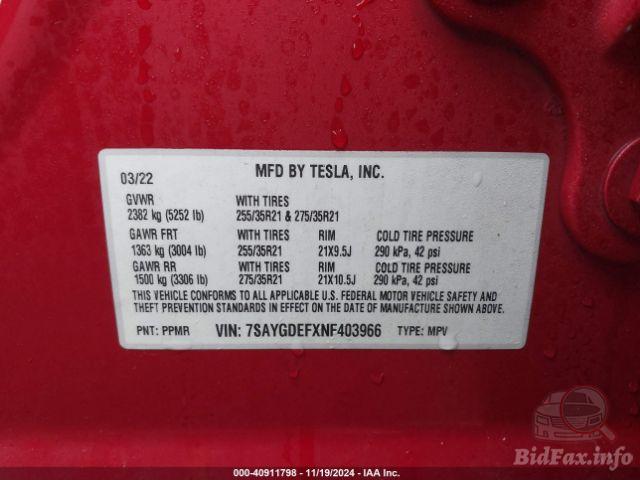 03/22 MFD BY TESLA, INC.
GVWR WITH TIRES
2382 kg (5252 lb) 255/35R21 & 275/35R21
GAWR FRT WITH TIRES RIM COLD TIRE PRESSURE
1363 kg (3004 lb) 255/35R21 21X9.5J 290 kPa, 42 psi
GAWR RR WITH TIRES RIM COLD TIRE PRESSURE
1500 kg (3306 lb) 275/35R21 21X10.5J 290 kPa, 42 psi
THIS VEHICLE CONFORMS TO ALL APPLICABLE U.S. FEDERAL MOTOR VEHICLE SAFETY AND
THEFT PREVENTION STANDARDS IN EFFECT ON THE DATE OF MANUFACTURE SHOWN ABOVE.
PNT: PPMR VIN: 7SAYGDEFXNF403966 TYPE: MPV
BidFax.info
000-40911798 - 11/19/2024 - IAA Inc.